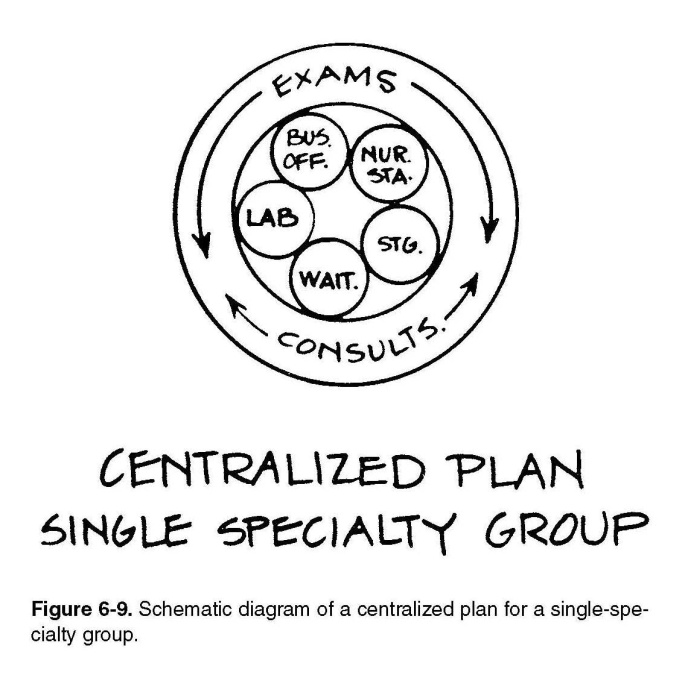 EXAMS
BUS.
OFF.
NUR.
STA.
LAB
STG.
WAIT.
CONSULTS.
CENTRALIZED PLAN
SINGLE SPECIALTY GROUP
Figure 6-9. Schematic diagram of a centralized plan for a single-spe-
cialty group.